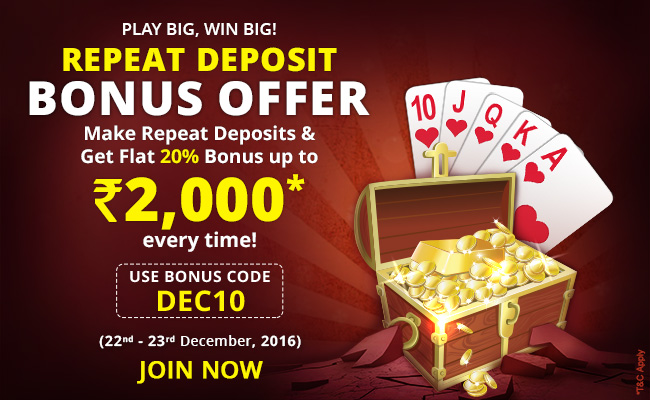 PLAY BIG, WIN BIG!
REPEAT DEPOSIT
BONUS OFFER
Make Repeat Deposits &
Get Flat 20% Bonus up to
₹2,000*
every time!
USE BONUS CODE
DEC10
(22nd - 23rd December, 2016)
JOIN NOW
10 J Q K A
*T&C Apply